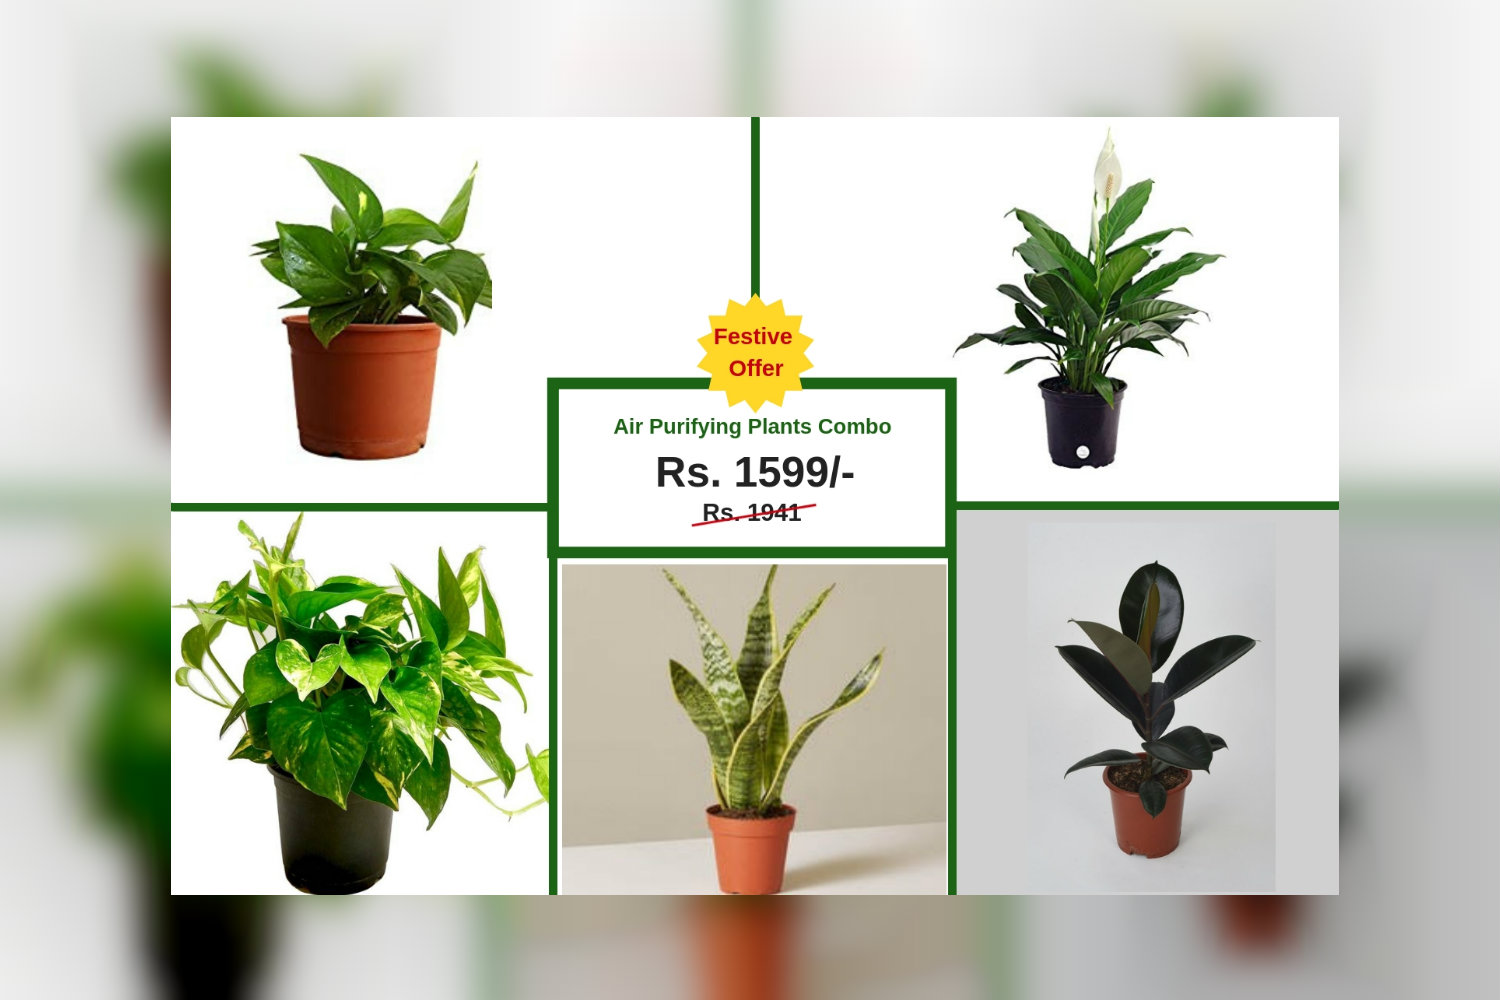 Festive
Offer
Air Purifying Plants Combo
Rs. 1599/-
Rs. 1941